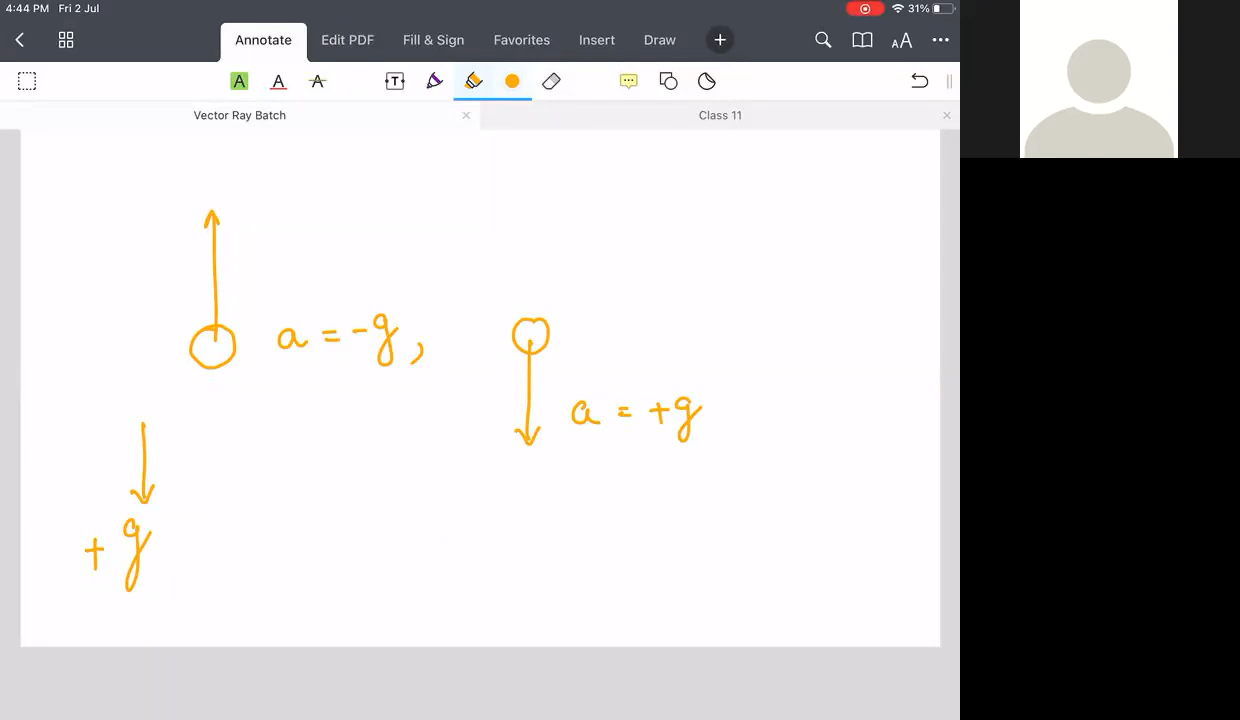 4:44 PM Fri 2 Jul 31%
Annotate Edit PDF Fill & Sign Favorites Insert Draw + AA
A A A T
Vector Ray Batch × Class 11 ×
a = -g,
a = +g
+ g